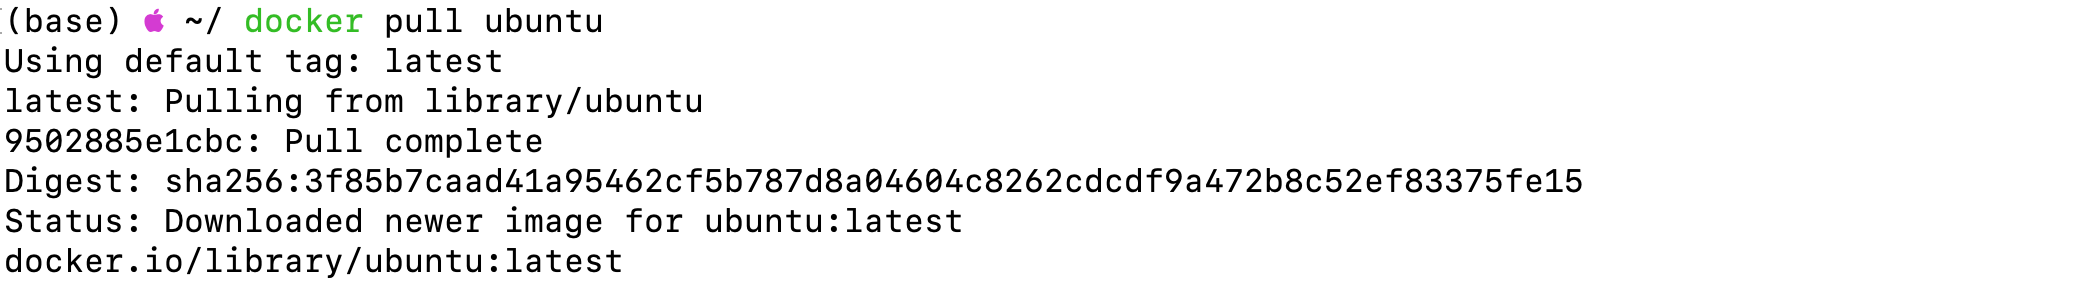 (base)  ~/ docker pull ubuntu
Using default tag: latest
latest: Pulling from library/ubuntu
9502885e1cbc: Pull complete
Digest: sha256:3f85b7caad41a95462cf5b787d8a04604c8262cdcdf9a472b8c52ef83375fe15
Status: Downloaded newer image for ubuntu:latest
docker.io/library/ubuntu:latest